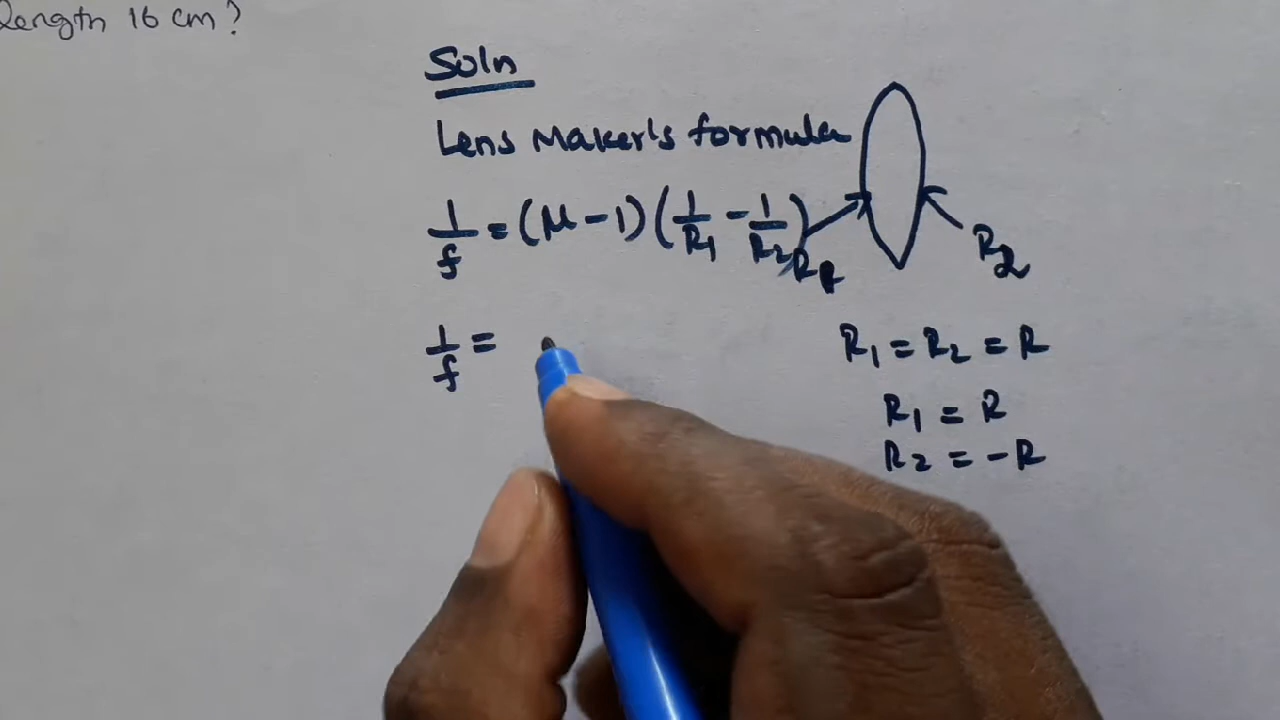 length 16 cm?
Soln
Lens Maker's formula
1/f = (μ - 1) (1/R1 - 1/R2)
R1
R2
1/f =
R1 = R2 = R
R1 = R
R2 = -R